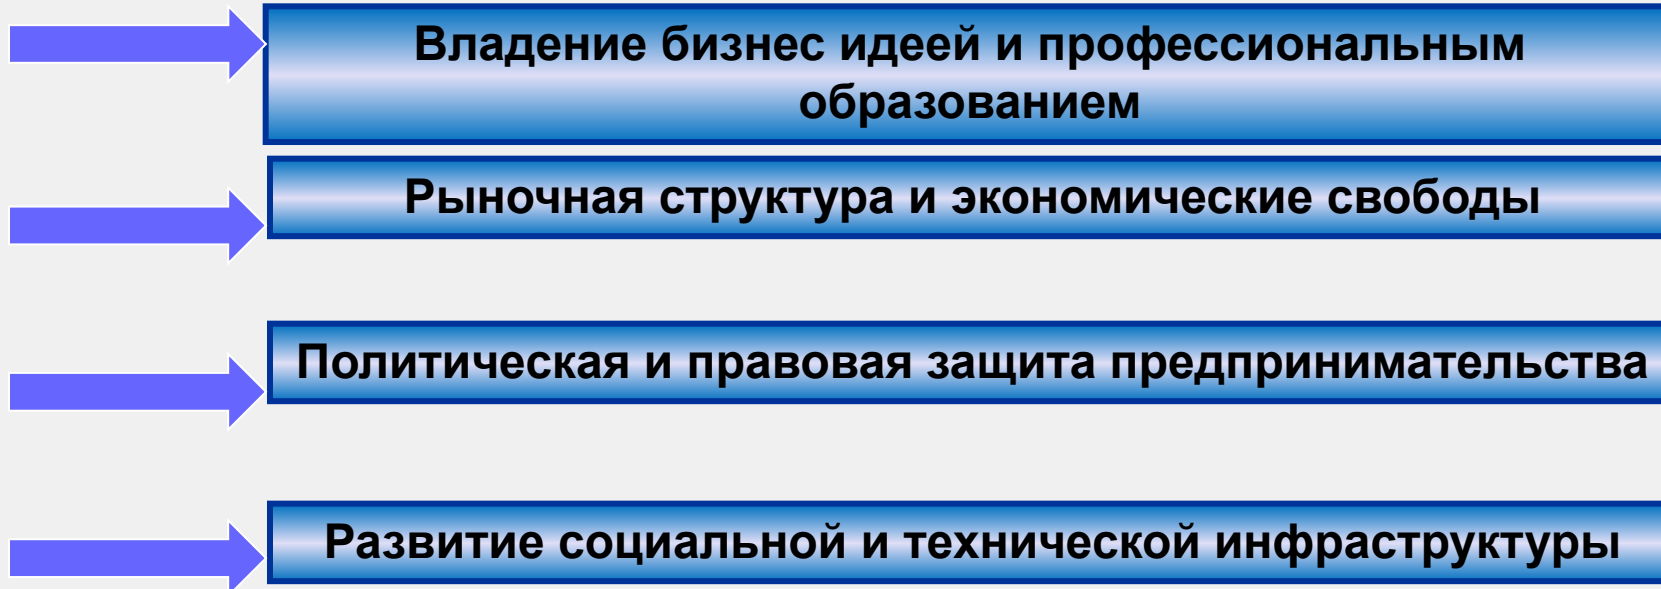 Владение бизнес идеей и профессиональным
образованием
Рыночная структура и экономические свободы
Политическая и правовая защита предпринимательства
Развитие социальной и технической инфраструктуры